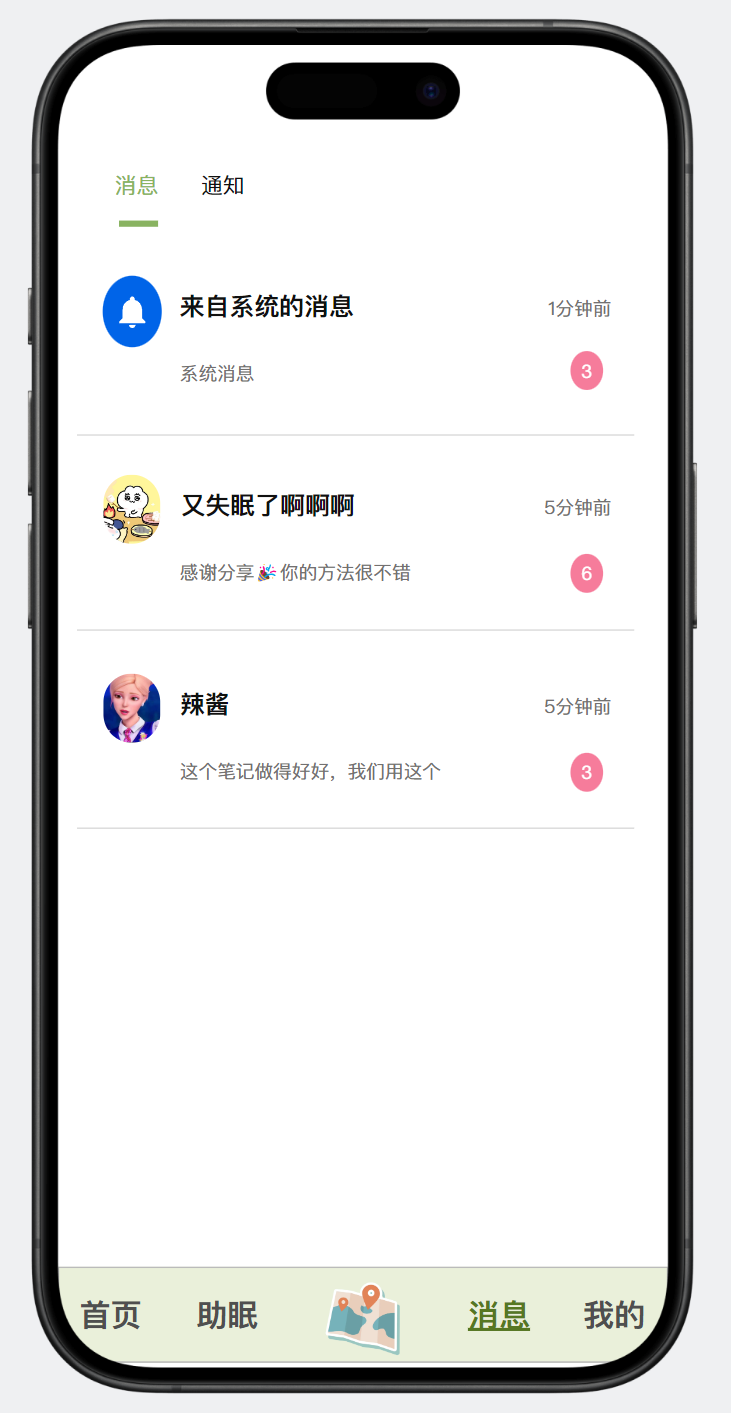 消息 通知
来自系统的消息 1分钟前
系统消息 3
又失眠了啊啊啊 5分钟前
感谢分享🎉你的方法很不错 6
辣酱 5分钟前
这个笔记做得好好，我们用这个 3
首页 助眠 消息 我的